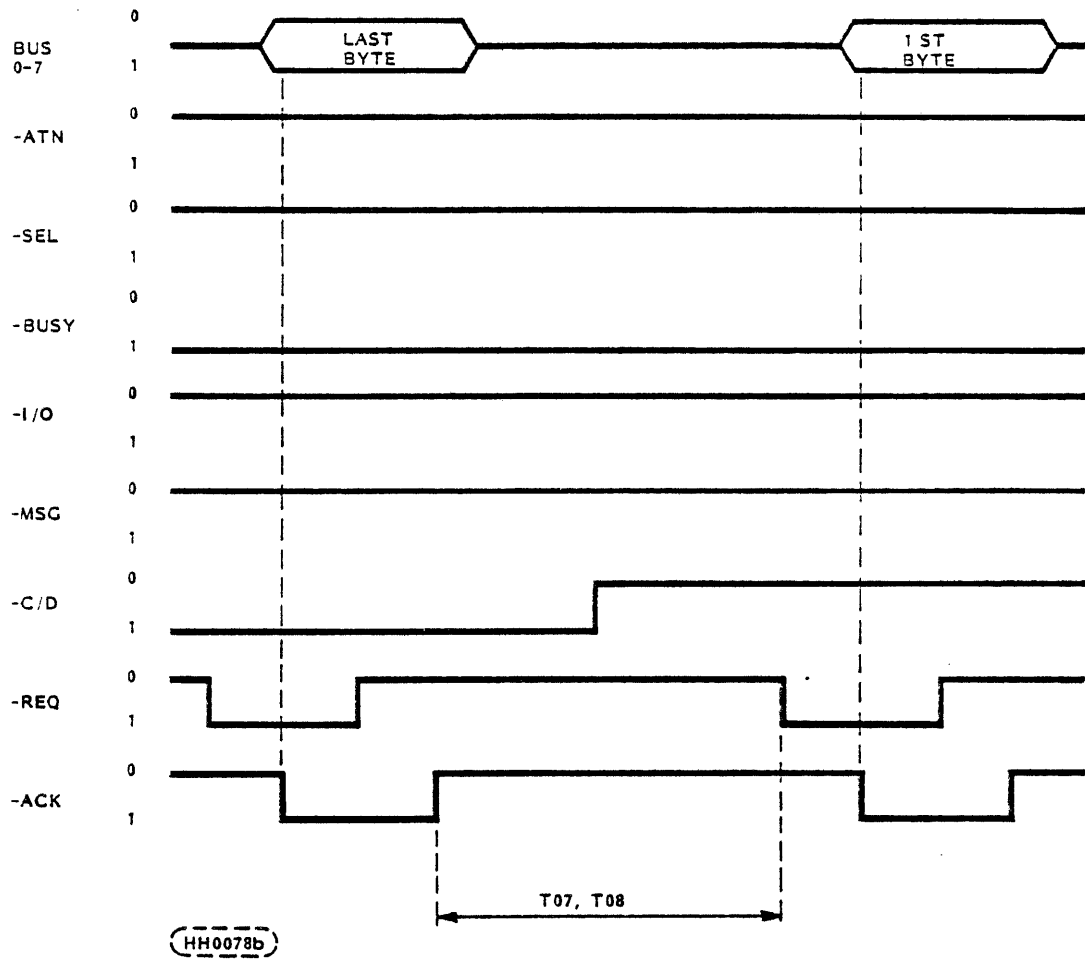 0
BUS
0-7
1
LAST
BYTE
1 ST
BYTE
0
-ATN
1
0
-SEL
1
0
-BUSY
1
0
-I/O
1
0
-MSG
1
0
-C/D
1
0
-REQ
1
0
-ACK
1
T07, T08
HH0078b